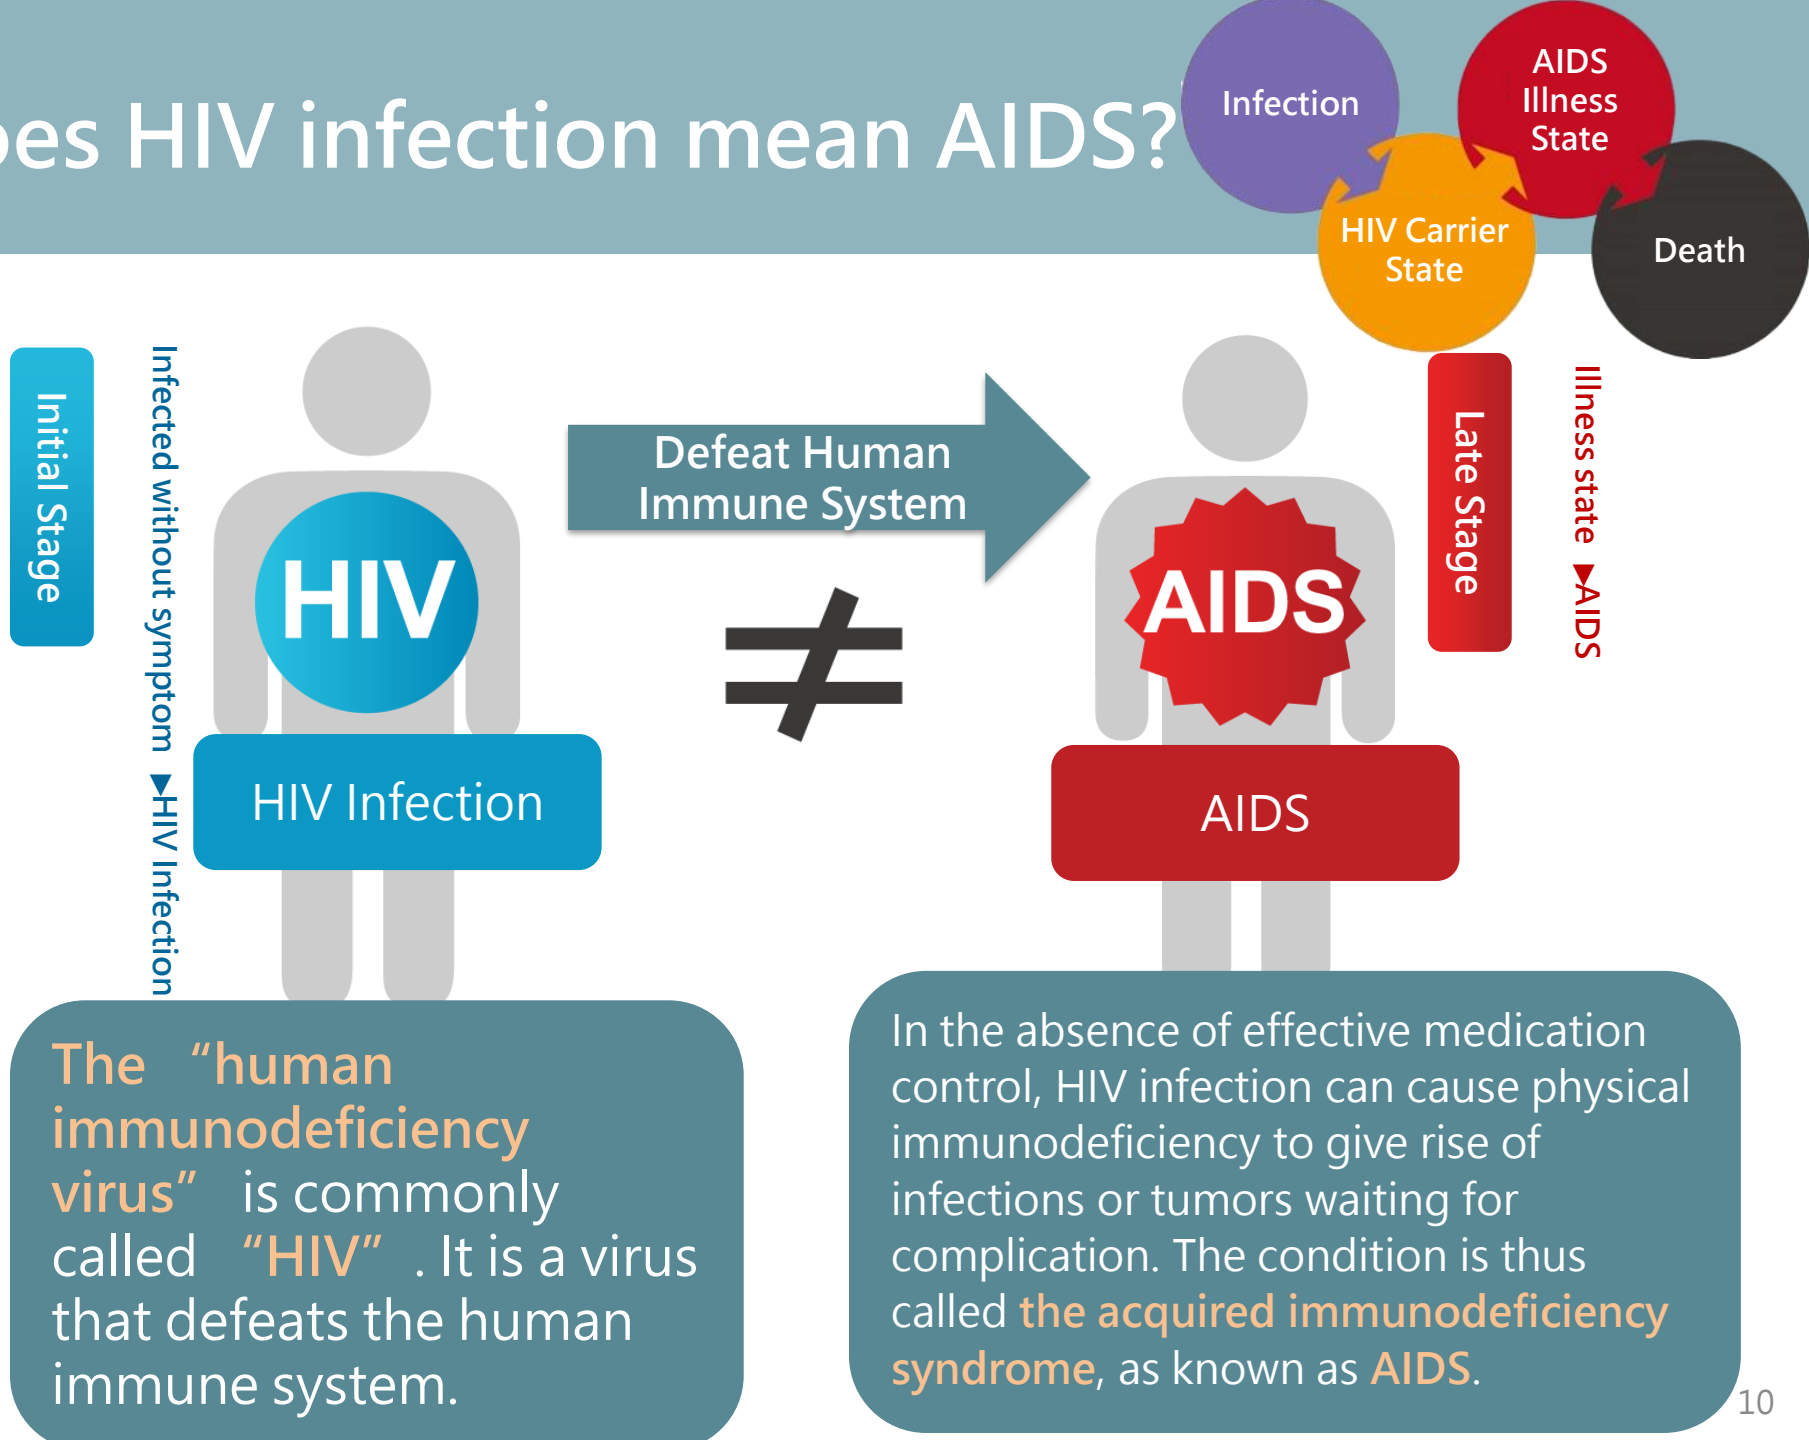 es HIV infection mean AIDS?
Infection
AIDS
Illness
State
HIV Carrier
State
Death
Initial Stage
Infected without symptom ▶HIV Infection
HIV
HIV Infection
Defeat Human
Immune System
≠
AIDS
AIDS
Late Stage
Illness state ▶AIDS
The “human
immunodeficiency
virus” is commonly
called “HIV” . It is a virus
that defeats the human
immune system.
In the absence of effective medication
control, HIV infection can cause physical
immunodeficiency to give rise of
infections or tumors waiting for
complication. The condition is thus
called the acquired immunodeficiency
syndrome, as known as AIDS.
10